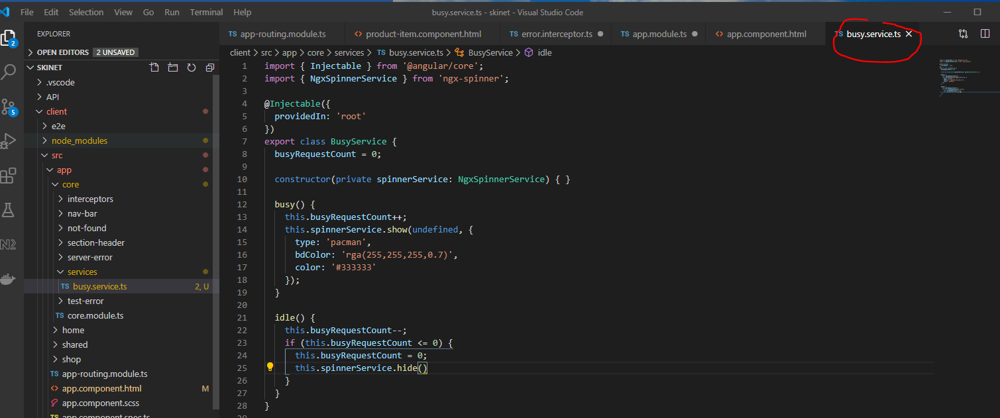 File Edit Selection View Go Run Terminal Help
busy.service.ts - skinet - Visual Studio Code
EXPLORER
TS app-routing.module.ts
<> product-item.component.html
TS error.interceptor.ts
TS app.module.ts
<> app.component.html
TS busy.service.ts
2
OPEN EDITORS 2 UNSAVED
client > src > app > core > services > TS busy.service.ts > BusyService > idle
SKINET
.vscode
API
client
e2e
node_modules
src
app
core
interceptors
nav-bar
not-found
section-header
server-error
services
TS busy.service.ts 2, U
test-error
TS core.module.ts
home
shared
shop
TS app-routing.module.ts
<> app.component.html M
app.component.scss
TS app.component.spec.ts
5
N2
1 import { Injectable } from '@angular/core';
2 import { NgxSpinnerService } from 'ngx-spinner';
3
4 @Injectable({
5 providedIn: 'root'
6 })
7 export class BusyService {
8 busyRequestCount = 0;
9
10 constructor(private spinnerService: NgxSpinnerService) { }
11
12 busy() {
13 this.busyRequestCount++;
14 this.spinnerService.show(undefined, {
15 type: 'pacman',
16 bdColor: 'rga(255,255,255,0.7)',
17 color: '#333333'
18 });
19 }
20
21 idle() {
22 this.busyRequestCount--;
23 if (this.busyRequestCount <= 0) {
24 this.busyRequestCount = 0;
25 this.spinnerService.hide()
26 }
27 }
28 }
29